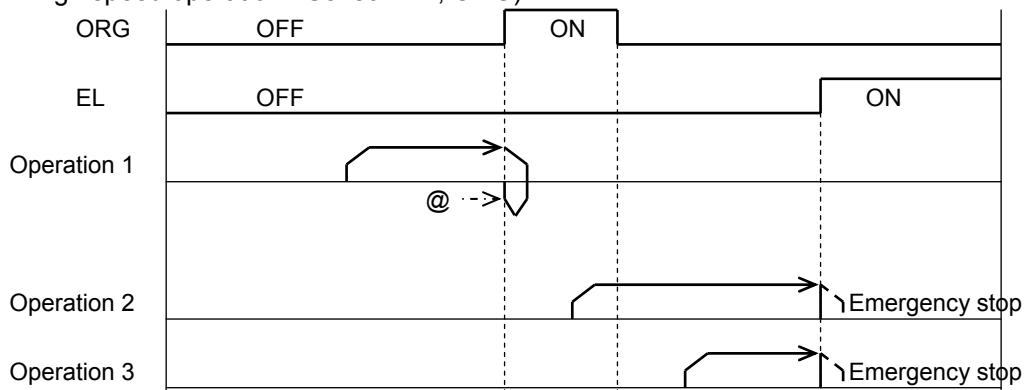 ORG OFF ON
EL OFF ON
Operation 1
@
Operation 2 Emergency stop
Operation 3 Emergency stop